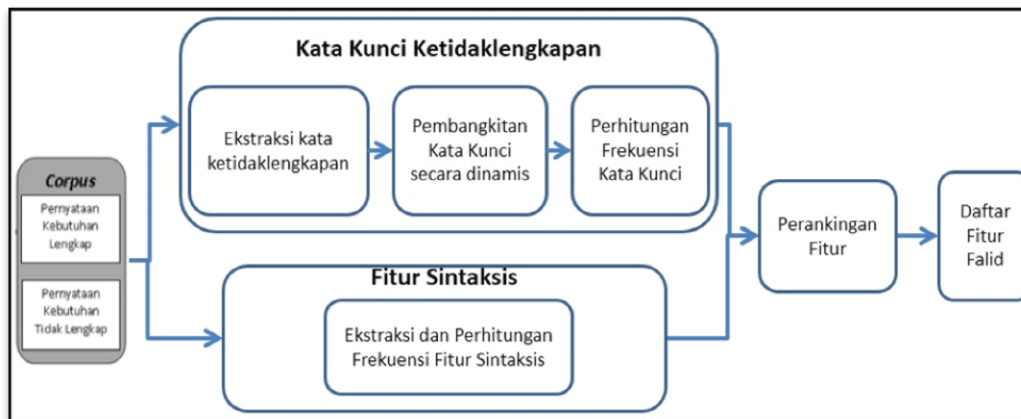 Kata Kunci Ketidaklengkapan
Ekstraksi kata
ketidaklengkapan
Pembangkitan
Kata Kunci
secara dinamis
Perhitungan
Frekuensi
Kata Kunci
Corpus
Pernyataan
Kebutuhan
Lengkap
Pernyataan
Kebutuhan
Tidak Lengkap
Fitur Sintaksis
Ekstraksi dan Perhitungan
Frekuensi Fitur Sintaksis
Perankingan
Fitur
Daftar
Fitur
Falid